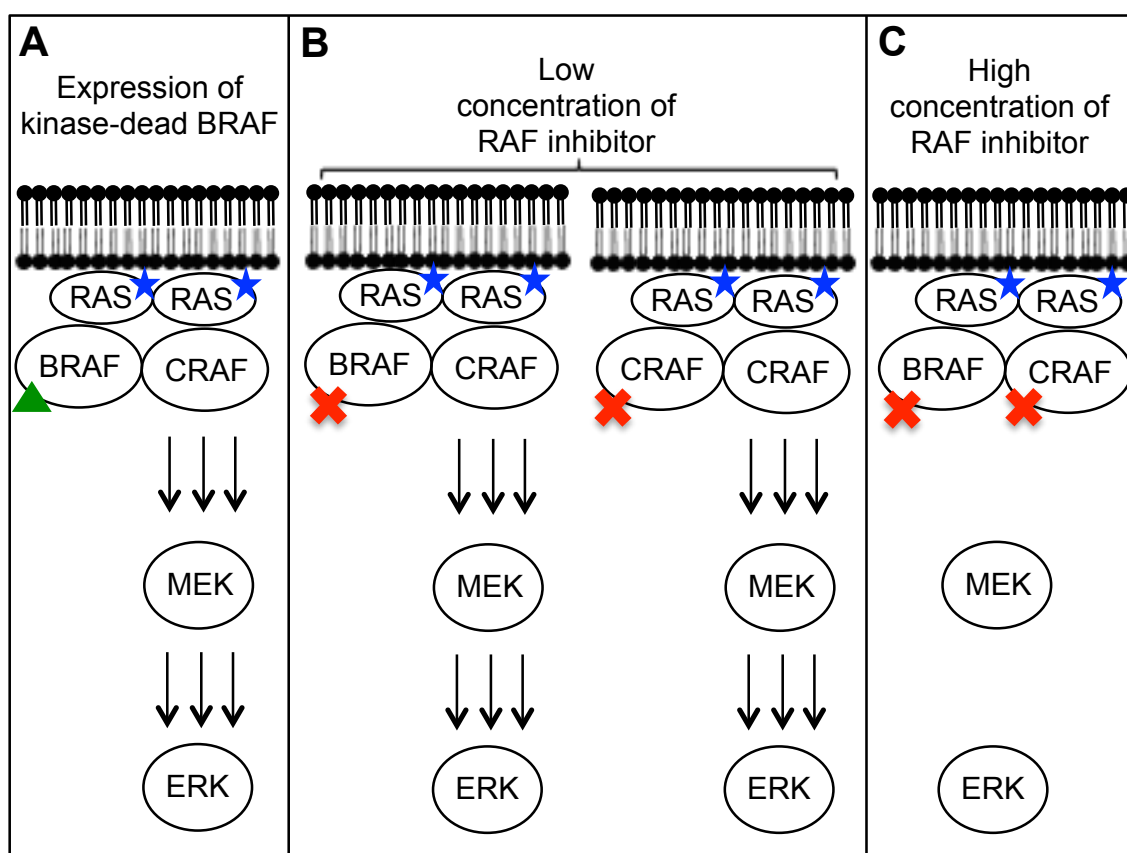 A
Expression of
kinase-dead BRAF
RAS RAS
BRAF CRAF
MEK
ERK
B
Low
concentration of
RAF inhibitor
RAS RAS RAS RAS
BRAF CRAF CRAF CRAF
MEK MEK
ERK ERK
C
High
concentration of
RAF inhibitor
RAS RAS
BRAF CRAF
MEK
ERK